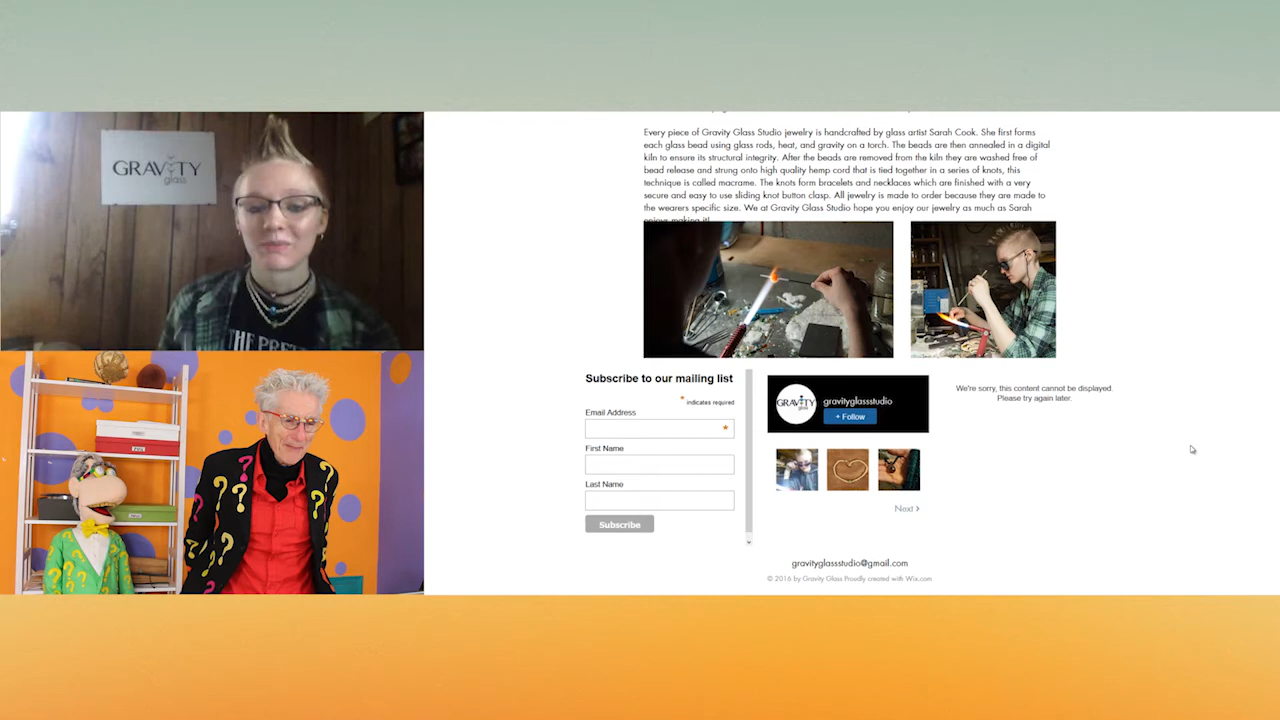 GRAVITY
glass
THE PRE
Every piece of Gravity Glass Studio jewelry is handcrafted by glass artist Sarah Cook. She first forms
each glass bead using glass rods, heat, and gravity on a torch. The beads are then annealed in a digital
kiln to ensure its structural integrity. After the beads are removed from the kiln they are washed free of
bead release and strung onto high quality hemp cord that is tied together in a series of knots, this
technique is called macrame. The knots form bracelets and necklaces which are finished with a very
secure and easy to use sliding knot button clasp. All jewelry is made to order because they are made to
the wearers specific size. We at Gravity Glass Studio hope you enjoy our jewelry as much as Sarah
enjoys making it!
Subscribe to our mailing list
* indicates required
Email Address
*
First Name
Last Name
Subscribe
GRAVITY
glass
gravityglassstudio
+ Follow
Next >
We're sorry, this content cannot be displayed.
Please try again later.
gravityglassstudio@gmail.com
© 2016 by Gravity Glass Proudly created with Wix.com